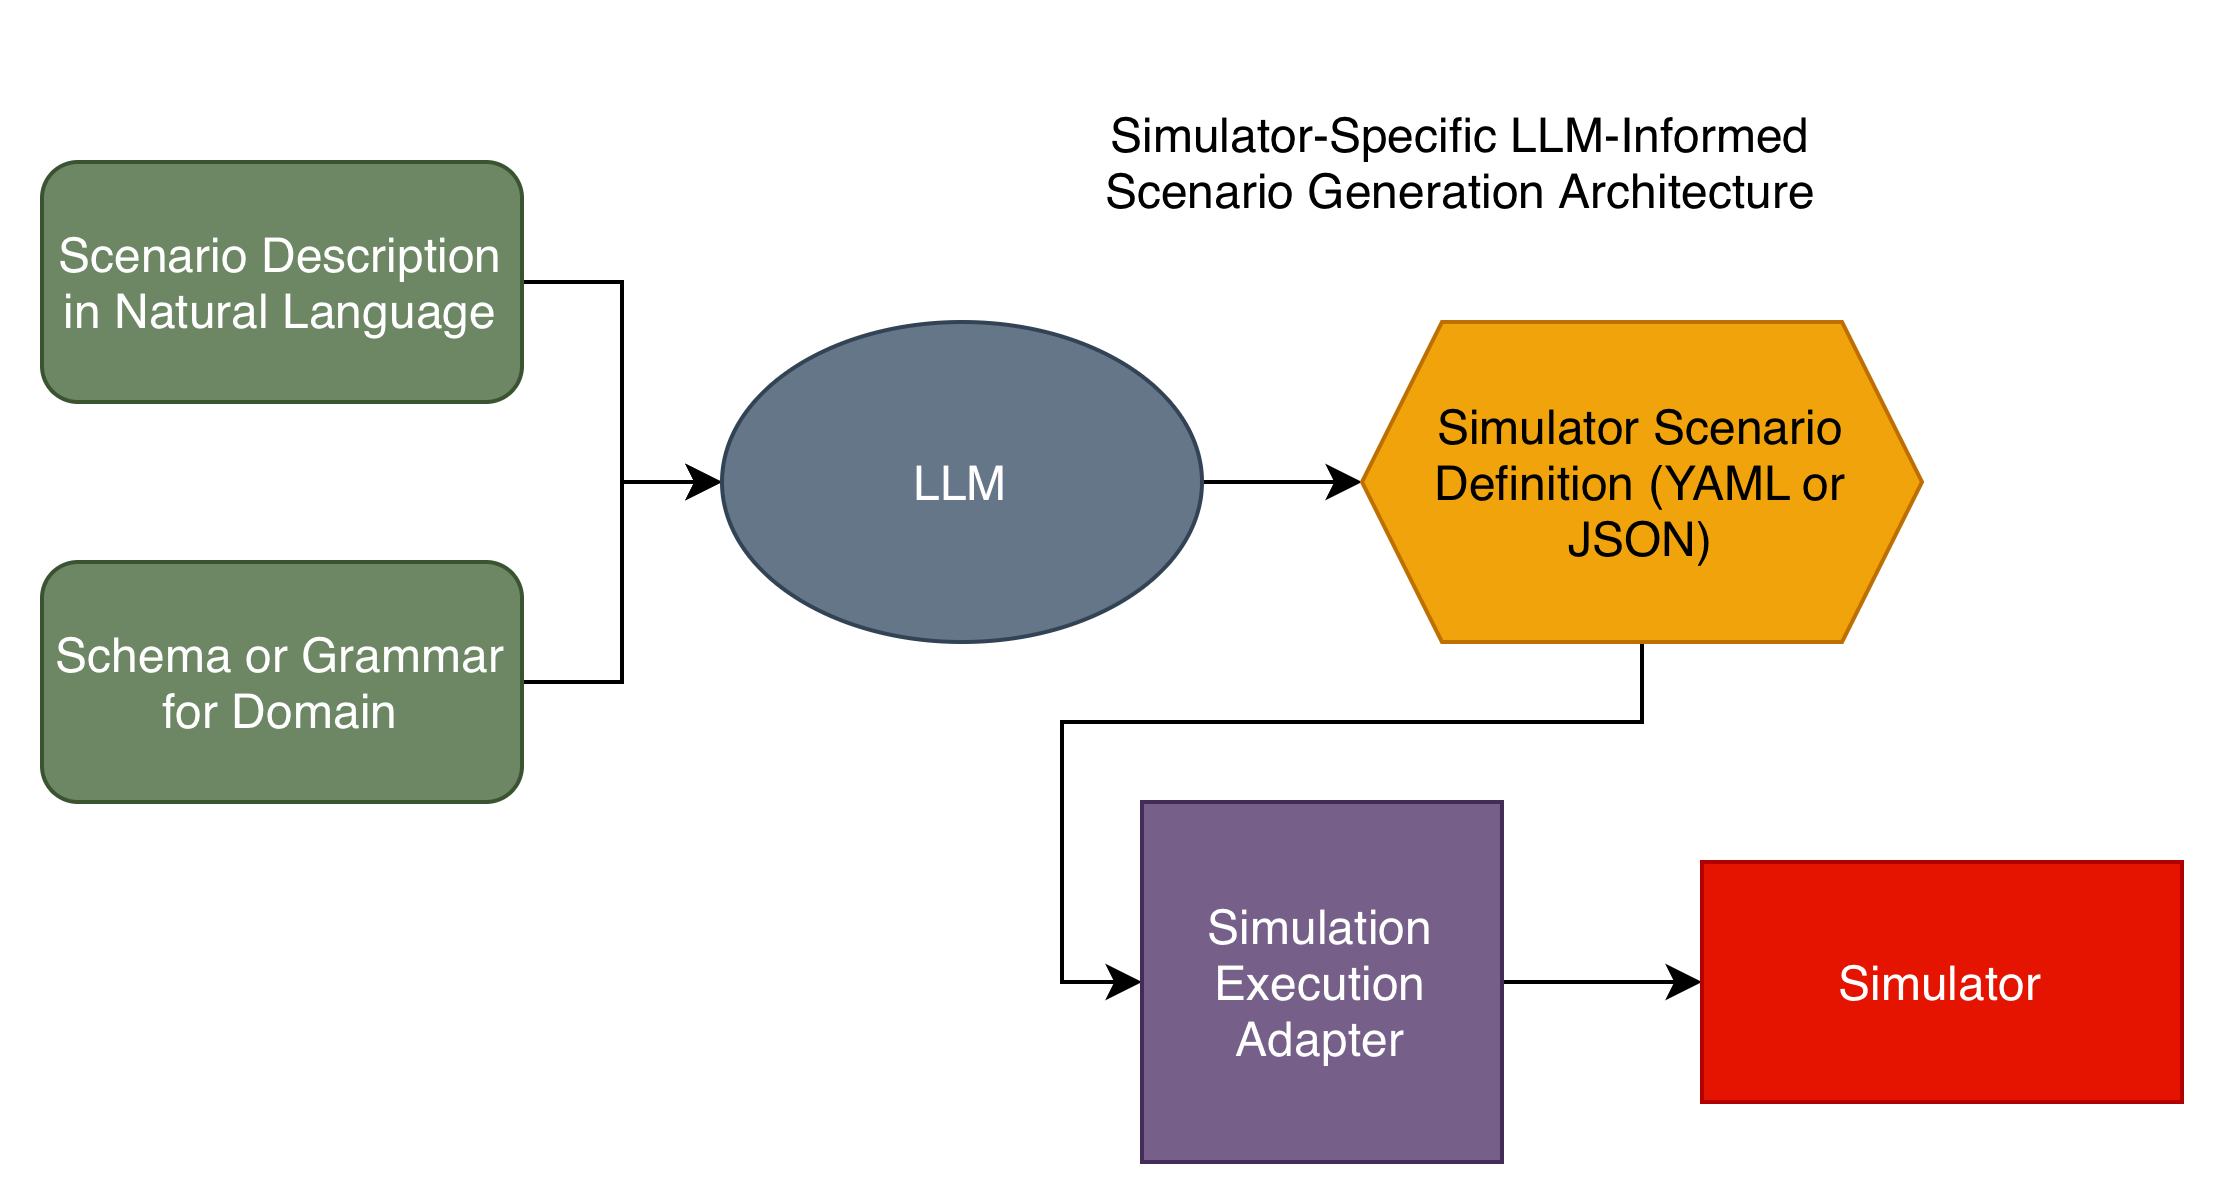 Simulator-Specific LLM-Informed
Scenario Generation Architecture
Scenario Description
in Natural Language
Schema or Grammar
for Domain
LLM
Simulator Scenario
Definition (YAML or
JSON)
Simulation
Execution
Adapter
Simulator